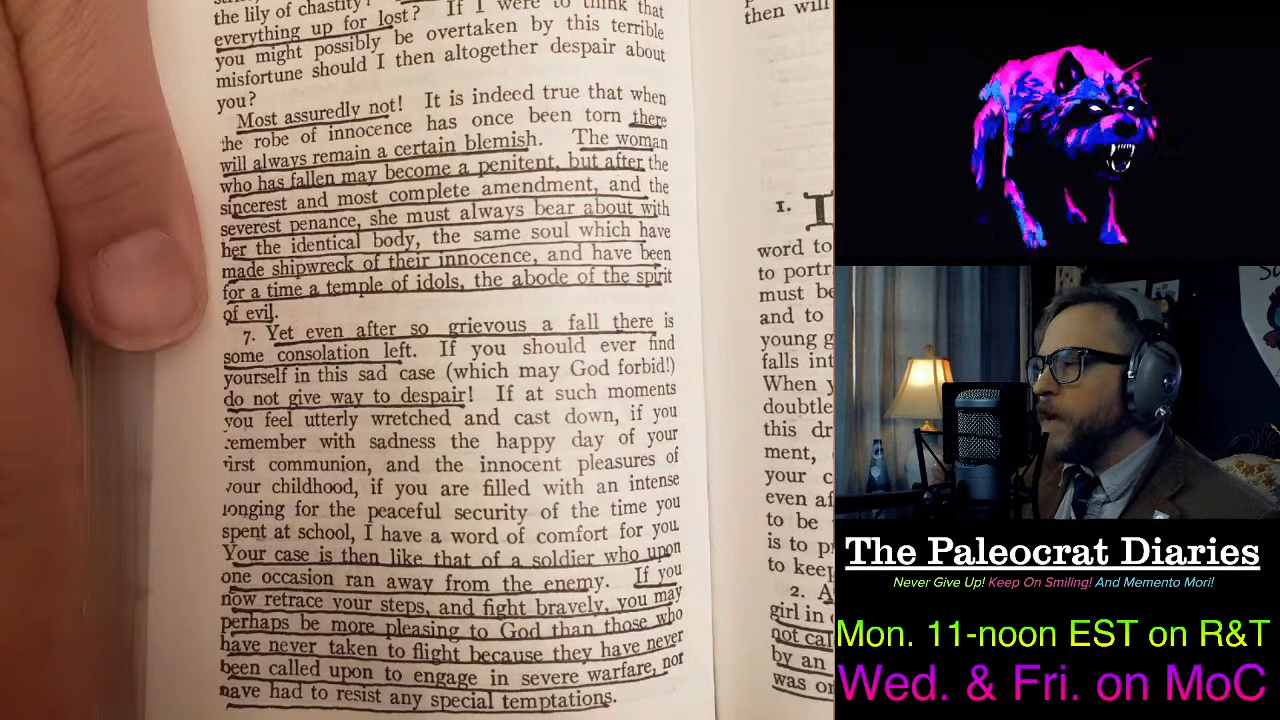 the lily of chastity?
everything up for lost? If I were to think that
you might possibly be overtaken by this terrible
misfortune should I then altogether despair about
you?
Most assuredly not! It is indeed true that when
the robe of innocence has once been torn there
will always remain a certain blemish. The woman
who has fallen may become a penitent, but after the
sincerest and most complete amendment, and the
severest penance, she must always bear about with
her the identical body, the same soul which have
made shipwreck of their innocence, and have been
for a time a temple of idols, the abode of the spirit
of evil.
7. Yet even after so grievous a fall there is
some consolation left. If you should ever find
yourself in this sad case (which may God forbid!)
do not give way to despair! If at such moments
you feel utterly wretched and cast down, if you
remember with sadness the happy day of your
first communion, and the innocent pleasures of
your childhood, if you are filled with an intense
longing for the peaceful security of the time you
spent at school, I have a word of comfort for you.
Your case is then like that of a soldier who upon
one occasion ran away from the enemy. If you
now retrace your steps, and fight bravely, you may
perhaps be more pleasing to God than those who
have never taken to flight because they have never
been called upon to engage in severe warfare, nor
have had to resist any special temptations.
then will
1.
word to
to portr
must be
and to
young g
falls int
When y
doubtle
this dr
ment,
your c
even af
to be
is to p
to keep
2. A
girl in
not cal
by an
was or
The Paleocrat Diaries
Never Give Up! Keep On Smiling! And Memento Mori!
Mon. 11-noon EST on R&T
Wed. & Fri. on MoC